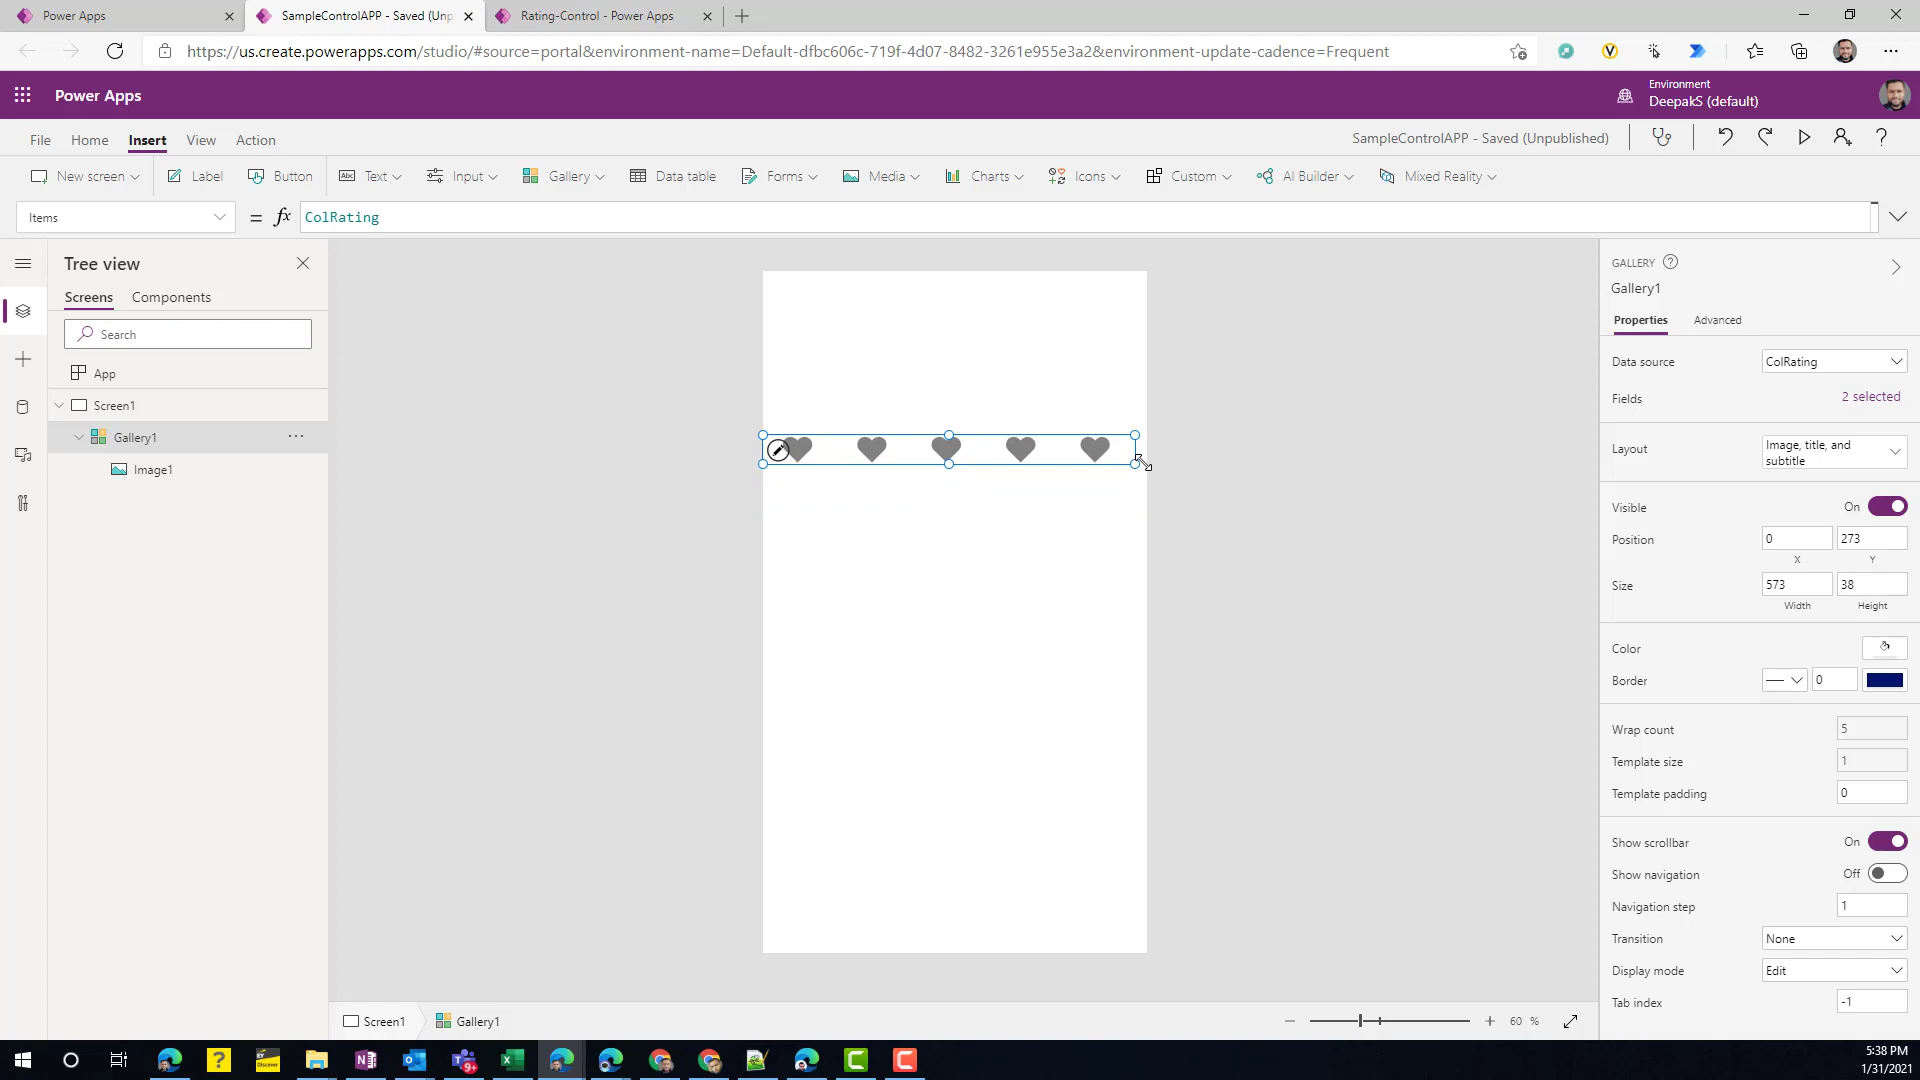 Power Apps
SampleControlAPP - Saved (Unp
Rating-Control - Power Apps
https://us.create.powerapps.com/studio/#source=portal&environment-name=Default-dfbc606c-719f-4d07-8482-3261e955e3a2&environment-update-cadence=Frequent
Power Apps
Environment
DeepakS (default)
File Home Insert View Action
SampleControlAPP - Saved (Unpublished)
New screen Label Button Text Input Gallery Data table Forms Media Charts Icons Custom AI Builder Mixed Reality
Items = fx ColRating
Tree view
Screens Components
Search
App
Screen1
Gallery1
Image1
GALLERY
Gallery1
Properties Advanced
Data source ColRating
Fields 2 selected
Layout Image, title, and subtitle
Visible On
Position 0 273
X Y
Size 573 38
Width Height
Color
Border 0
Wrap count 5
Template size 1
Template padding 0
Show scrollbar On
Show navigation Off
Navigation step 1
Transition None
Display mode Edit
Tab index -1
Screen1 Gallery1
60 %
5:38 PM
1/31/2021